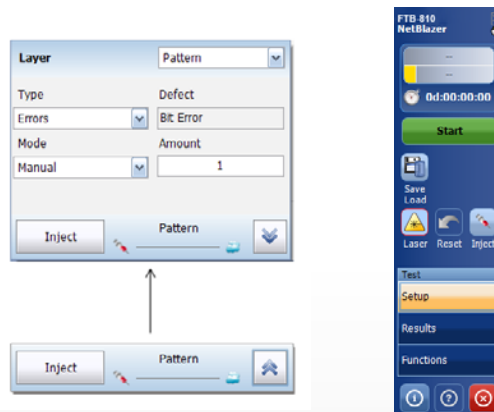 Layer
Pattern
Type
Defect
Errors
Bit Error
Mode
Amount
Manual
1
Inject
Pattern
Inject
Pattern
FTB-810
NetBlazer
--
--
0d:00:00:00
Start
Save
Load
Laser
Reset
Inject
Test
Setup
Results
Functions